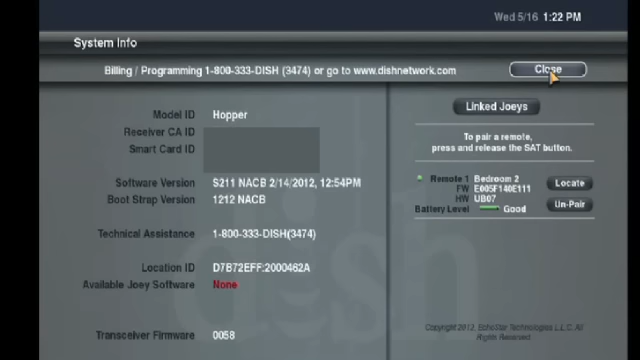 Wed 5/16 1:22 PM
System Info
Billing / Programming 1-800-333-DISH (3474) or go to www.dishnetwork.com
Close
Linked Joeys
To pair a remote,
press and release the SAT button.
Model ID Hopper
Receiver CA ID
Smart Card ID
Software Version S211 NACB 2/14/2012, 12:54PM
Boot Strap Version 1212 NACB
Technical Assistance 1-800-333-DISH(3474)
Location ID D7B72EFF:2000462A
Available Joey Software None
Transceiver Firmware 0058
Remote 1 Bedroom 2
FW E005F140E111
HW UB07
Battery Level Good
Locate
Un-Pair
dish
Copyright 2012, EchoStar Technologies L.L.C. All
Rights Reserved.